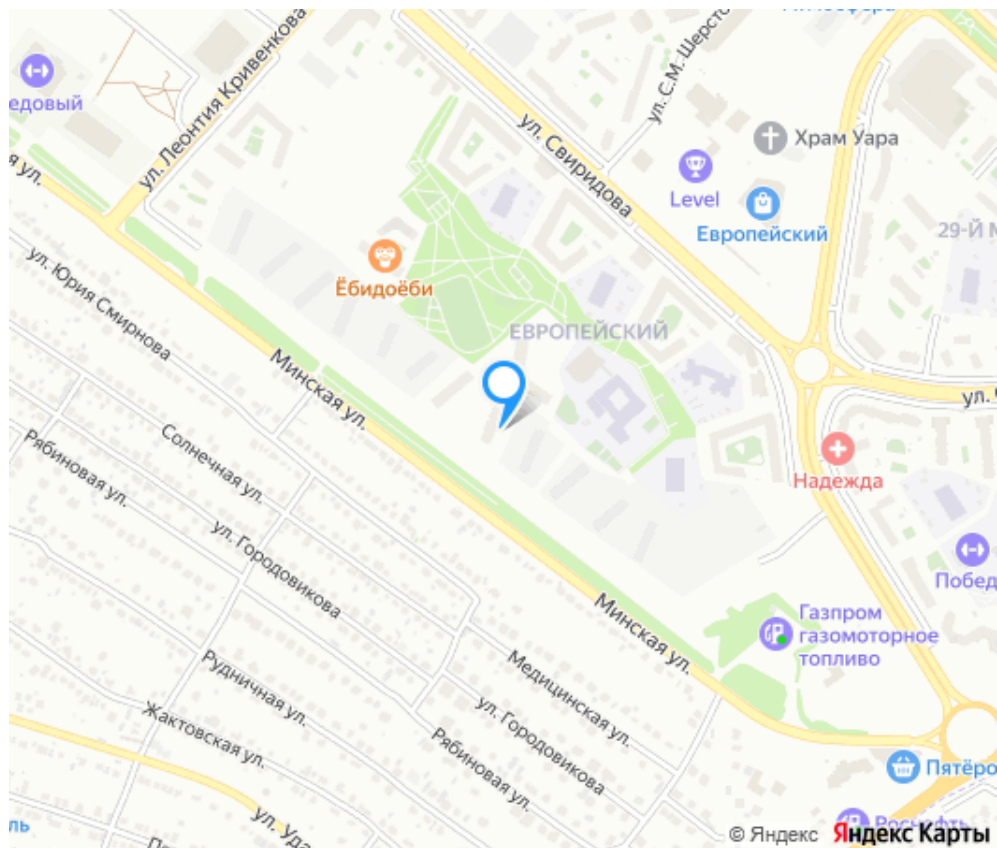 ул. С.М. Шерсто
едовый
ул. Леонтия Кривенкова
ул. Свиридова
Храм Уара
Level
Европейский
29-Й М
я ул.
Ёбидоёби
ЕВРОПЕЙСКИЙ
ул. Юрия Смирнова
Минская ул.
ул. С
Надежда
Солнечная ул.
Рябиновая ул.
ул. Городовикова
Побед
Газпром
газомоторное
топливо
Минская ул.
Рудничная ул.
Медицинская ул.
ул. Городовикова
Жактовская ул.
Рябиновая ул.
Пятёро
ул. Уда
ль
Роснефть
© Яндекс Яндекс Карты